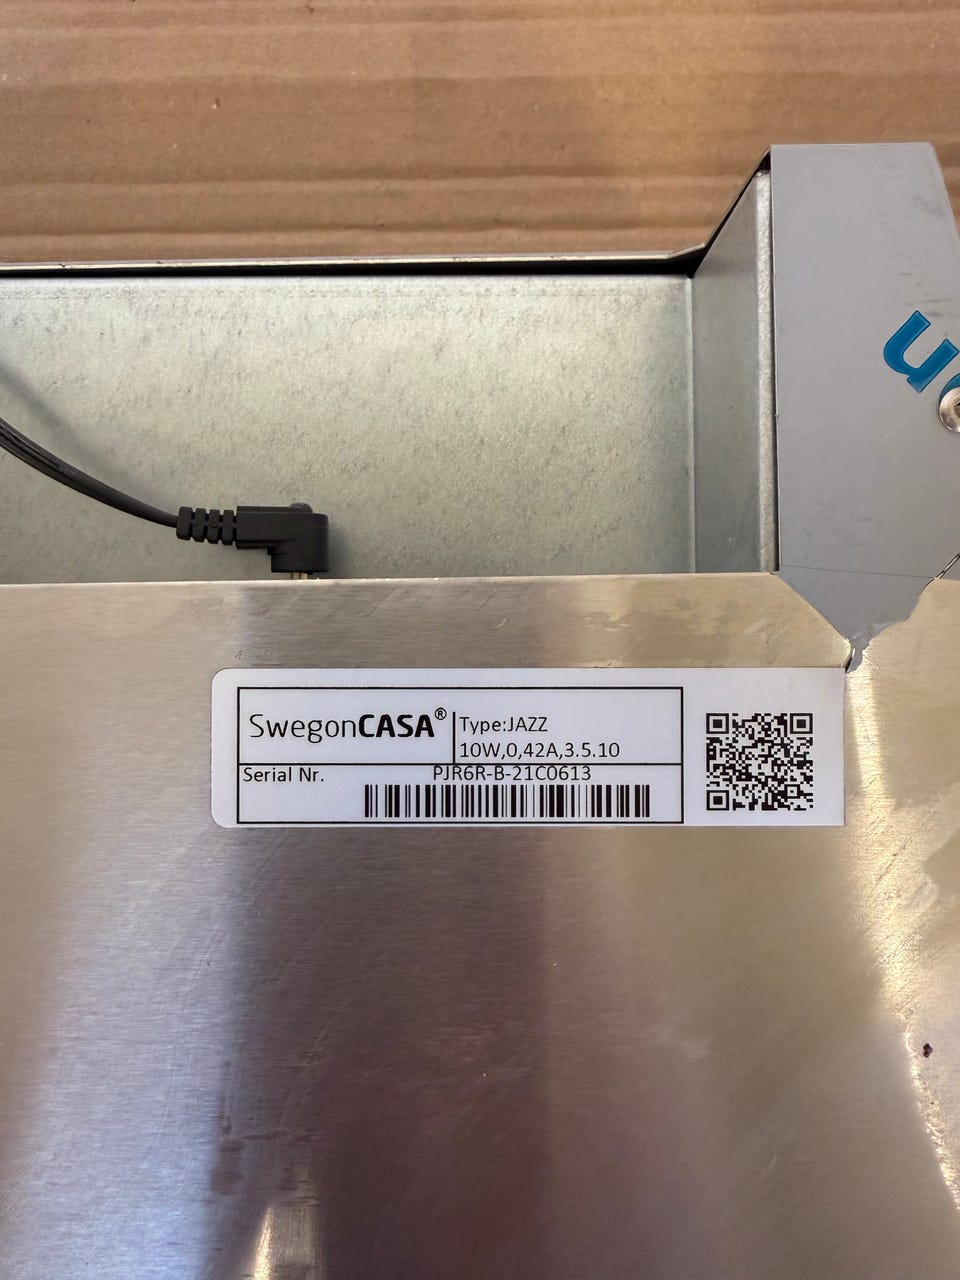 SwegonCASA®
Type:JAZZ
10W,0,42A,3.5.10
Serial Nr.
PJR6R-B-21C0613